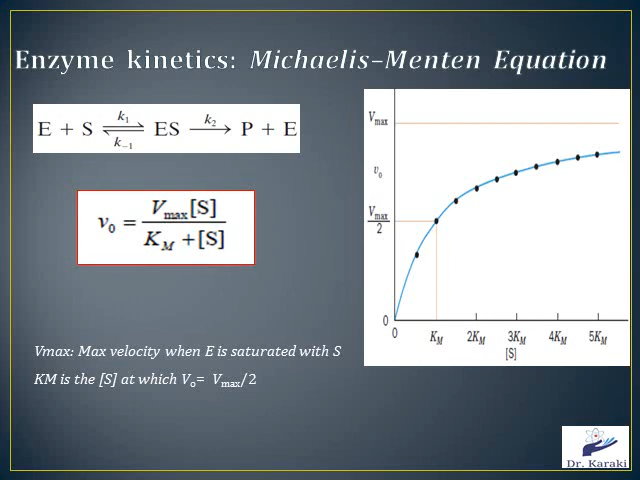 Enzyme kinetics: Michaelis–Menten Equation
E + S ⇌ ES → P + E
k1
k−1
k2
v0 = Vmax[S] / KM + [S]
Vmax
v0
Vmax/2
0
0 KM 2KM 3KM 4KM 5KM
[S]
Vmax: Max velocity when E is saturated with S
KM is the [S] at which Vo= Vmax/2
Dr. Karaki